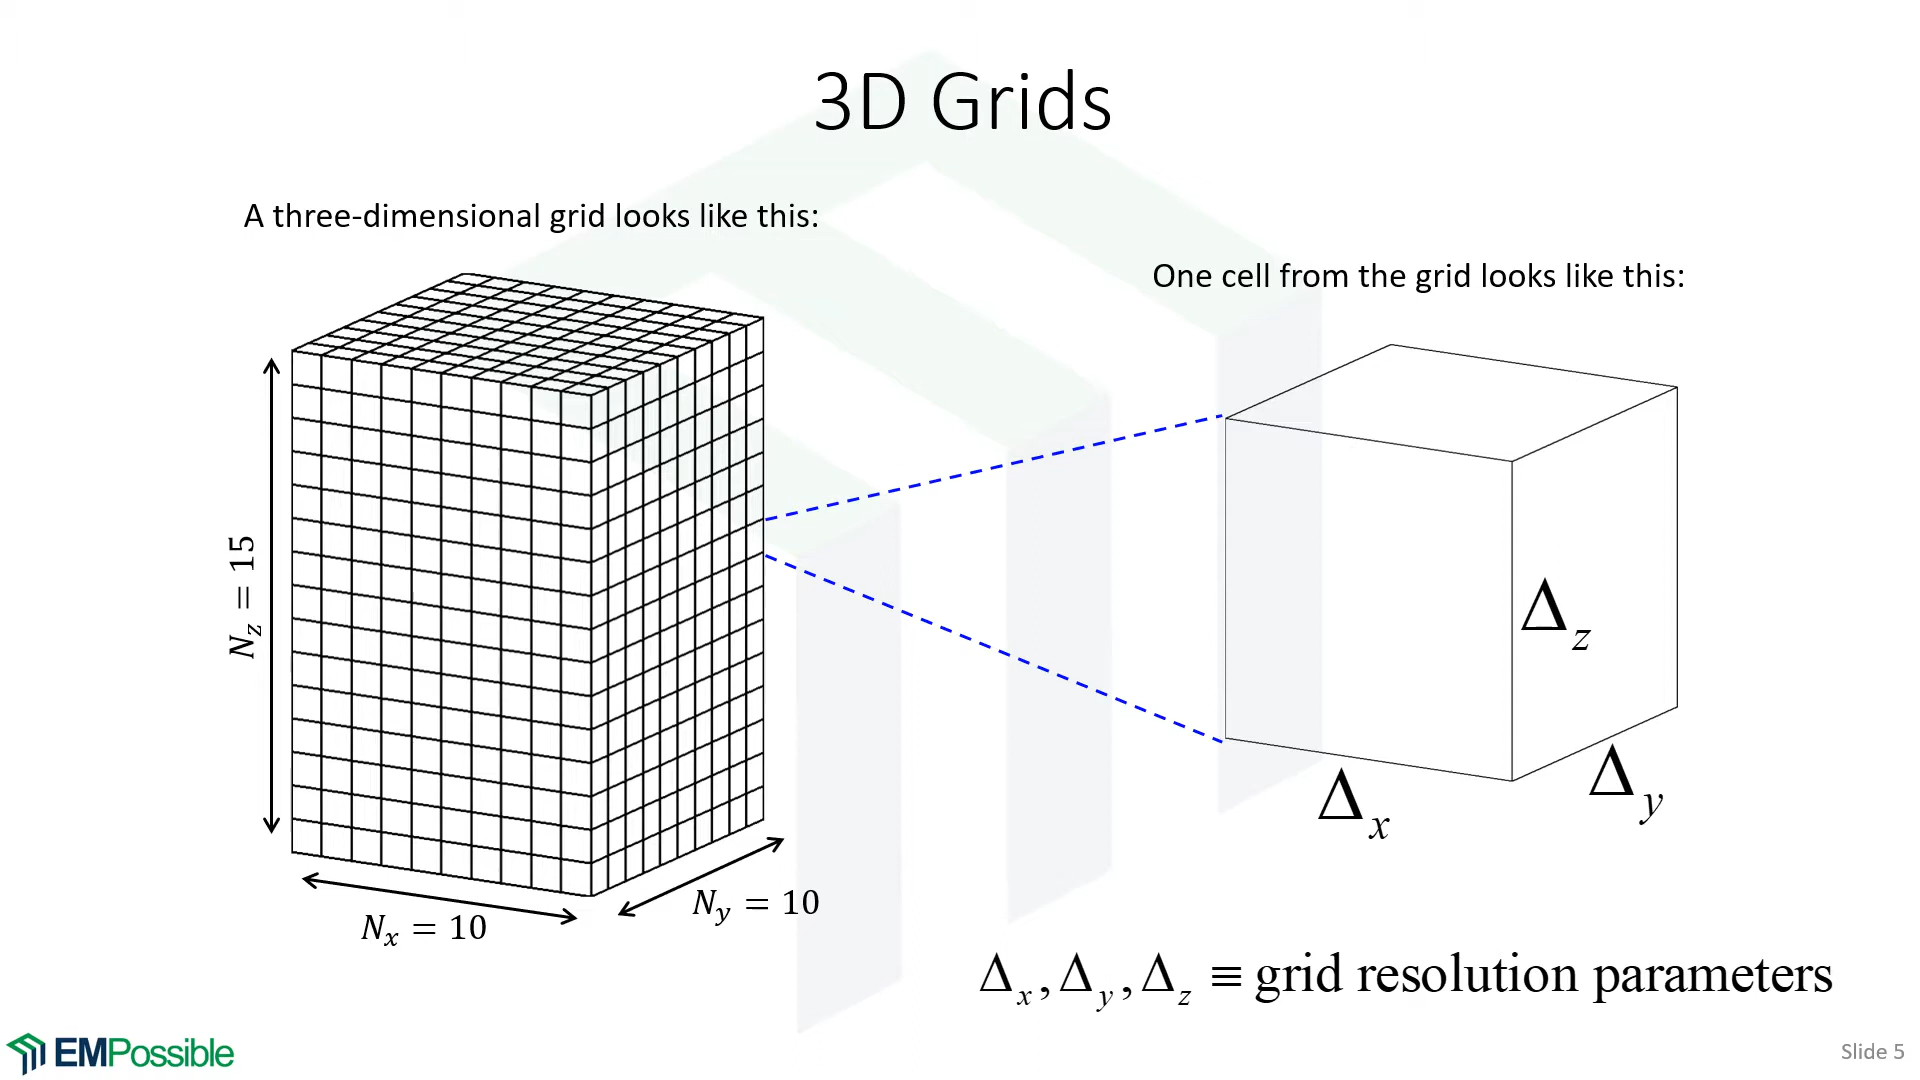 3D Grids
A three-dimensional grid looks like this:
One cell from the grid looks like this:
N_z = 15
N_x = 10
N_y = 10
Δ_z
Δ_x
Δ_y
Δ_x, Δ_y, Δ_z ≡ grid resolution parameters
EMPossible
Slide 5